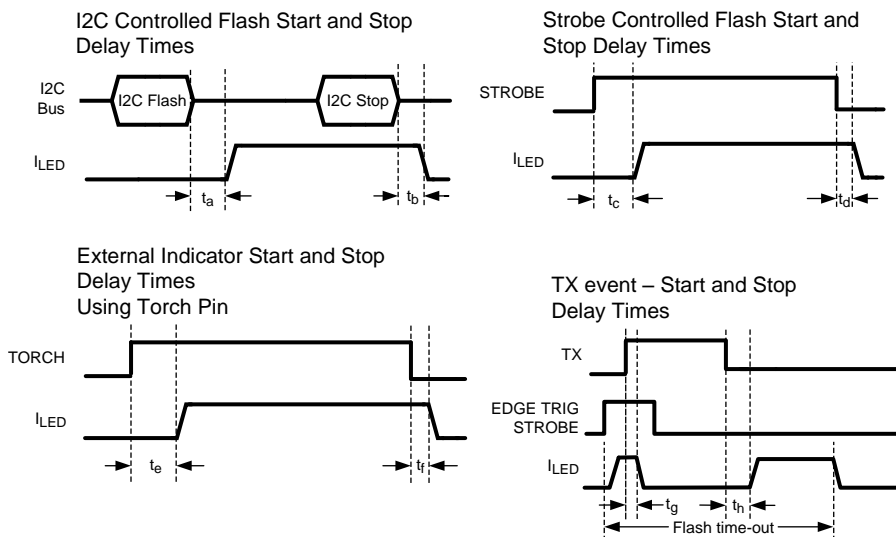 I2C Controlled Flash Start and Stop
Delay Times
I2C
Bus
I2C Flash
I2C Stop
ILED
ta
tb
Strobe Controlled Flash Start and
Stop Delay Times
STROBE
ILED
tc
td
External Indicator Start and Stop
Delay Times
Using Torch Pin
TORCH
ILED
te
tf
TX event – Start and Stop
Delay Times
TX
EDGE TRIG
STROBE
ILED
tg
th
Flash time-out